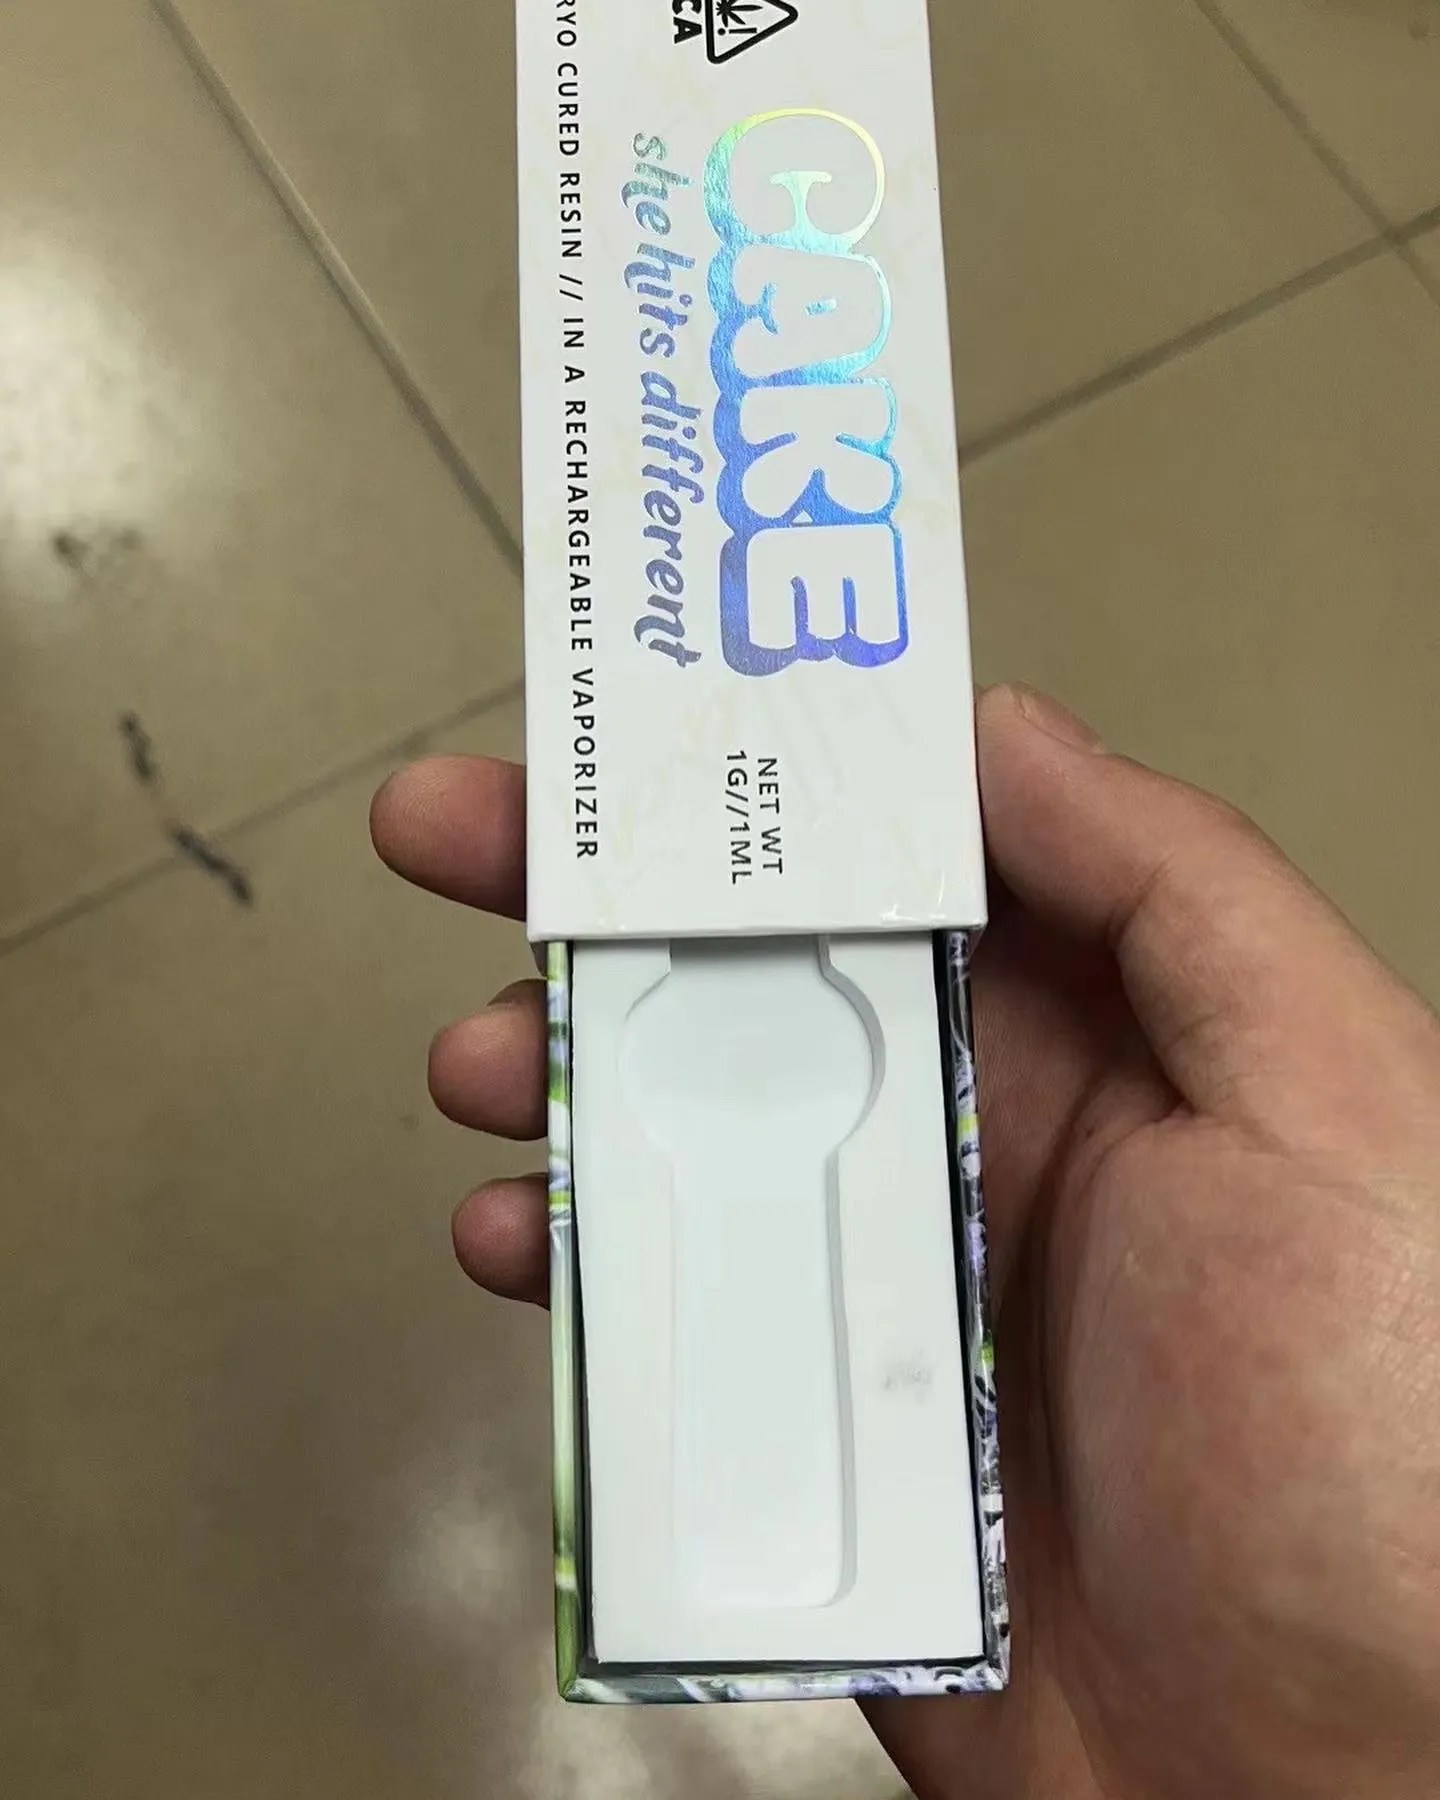 CA
CAKE
she hits different
RYO CURED RESIN // IN A RECHARGEABLE VAPORIZER
NET WT
1G//1ML